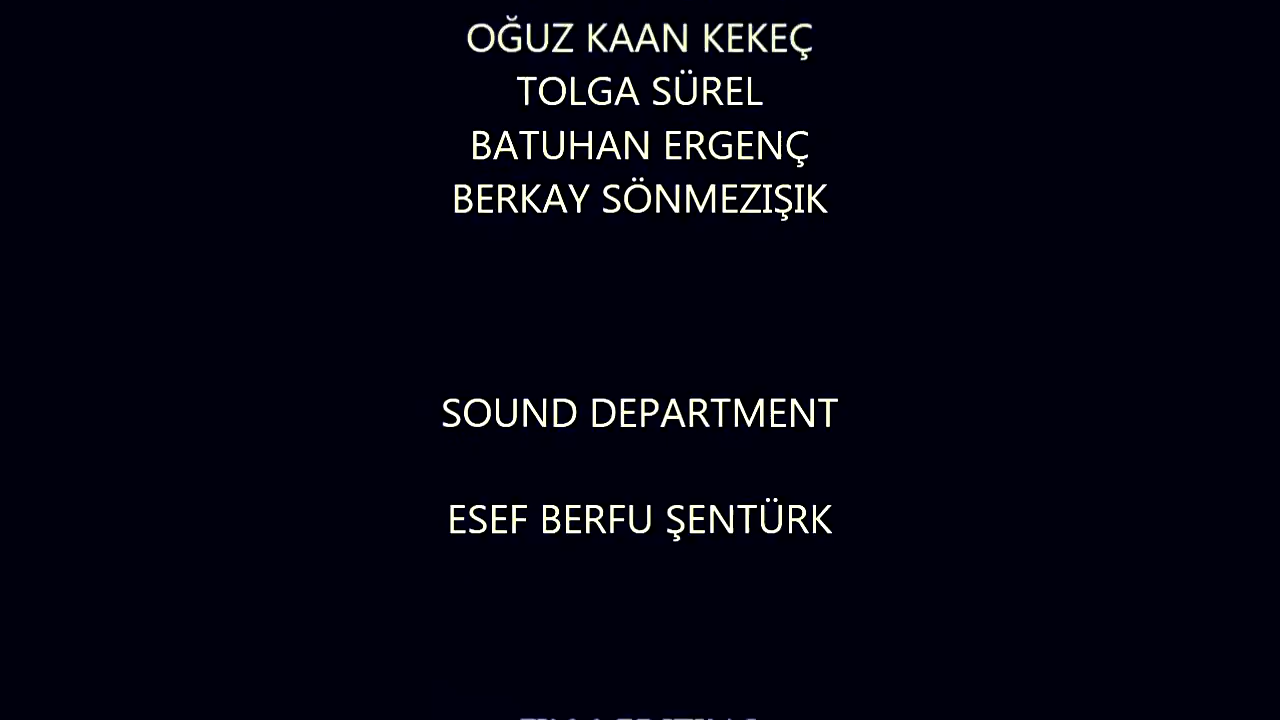 OĞUZ KAAN KEKEÇ
TOLGA SÜREL
BATUHAN ERGENÇ
BERKAY SÖNMEZIŞIK
SOUND DEPARTMENT
ESEF BERFU ŞENTÜRK